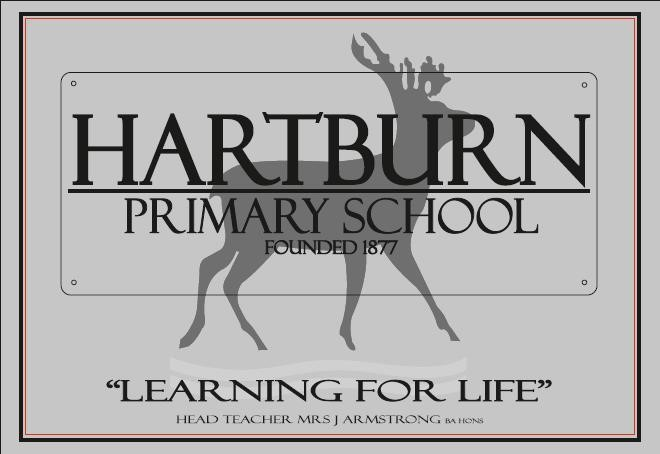 HARTBURN
PRIMARY SCHOOL
FOUNDED 1877
“LEARNING FOR LIFE”
HEAD TEACHER MRS J ARMSTRONG BA HONS